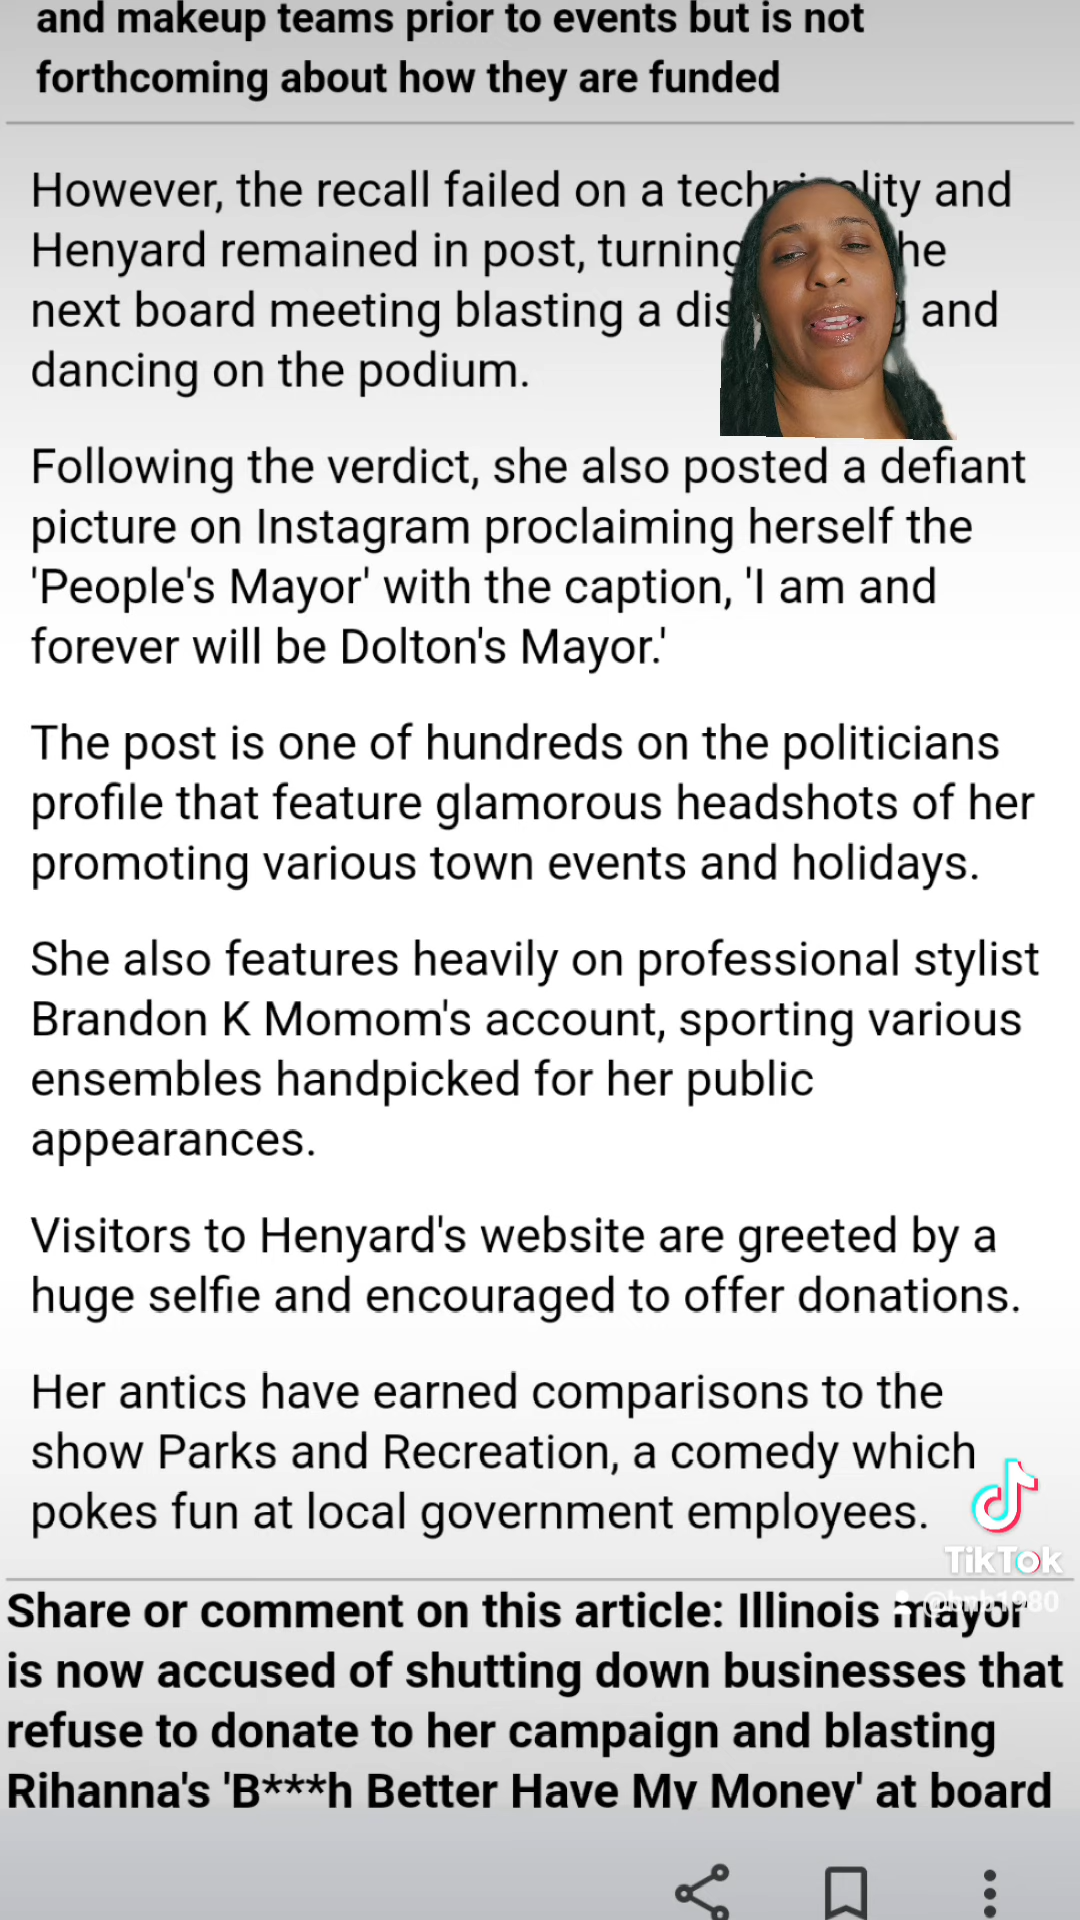 and makeup teams prior to events but is not
forthcoming about how they are funded
However, the recall failed on a and
Henyard remained in post, turning
next board meeting blasting a and
dancing on the podium.
Following the verdict, she also posted a defiant
picture on Instagram proclaiming herself the
'People's Mayor' with the caption, 'I am and
forever will be Dolton's Mayor.'
The post is one of hundreds on the politicians
profile that feature glamorous headshots of her
promoting various town events and holidays.
She also features heavily on professional stylist
Brandon K Momom's account, sporting various
ensembles handpicked for her public
appearances.
Visitors to Henyard's website are greeted by a
huge selfie and encouraged to offer donations.
Her antics have earned comparisons to the
show Parks and Recreation, a comedy which
pokes fun at local government employees.
TikTok
Share or comment on this article: Illinois mayor
is now accused of shutting down businesses that
refuse to donate to her campaign and blasting
Rihanna's 'B***h Better Have My Money' at board